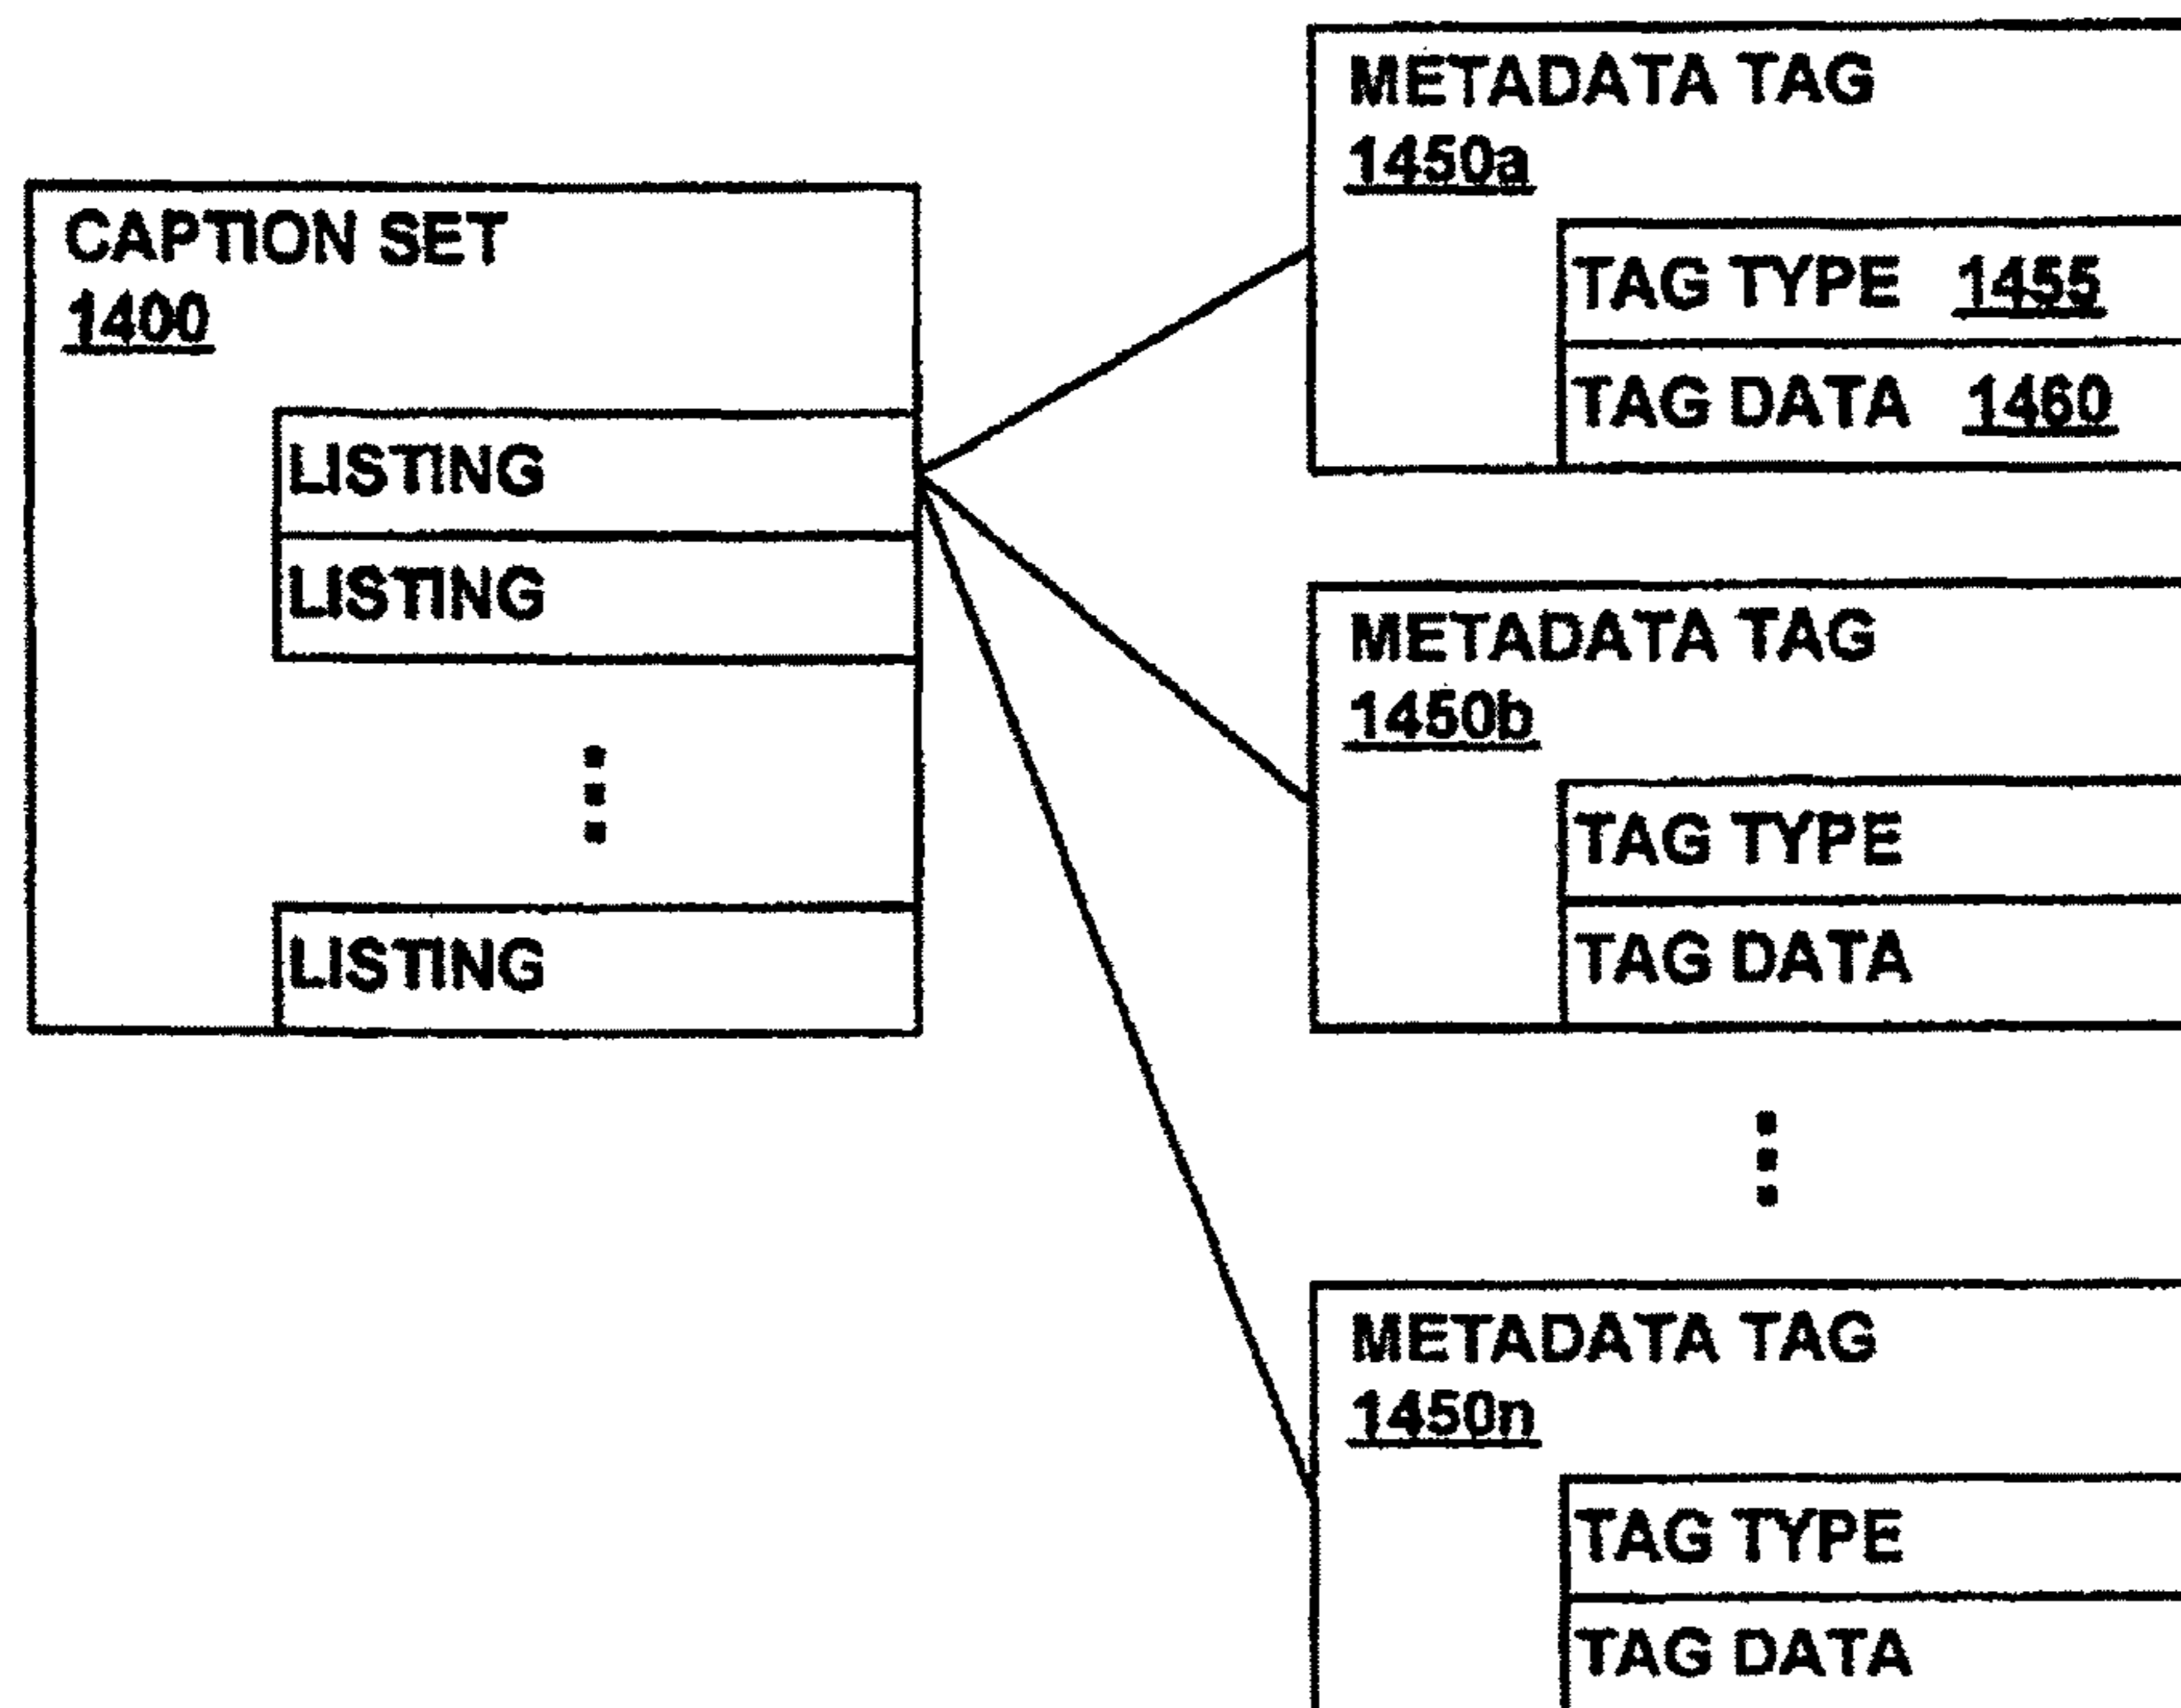 CAPTION SET
1400
LISTING
LISTING
LISTING
METADATA TAG
1450a
TAG TYPE 1455
TAG DATA 1460
METADATA TAG
1450b
TAG TYPE
TAG DATA
METADATA TAG
1450n
TAG TYPE
TAG DATA